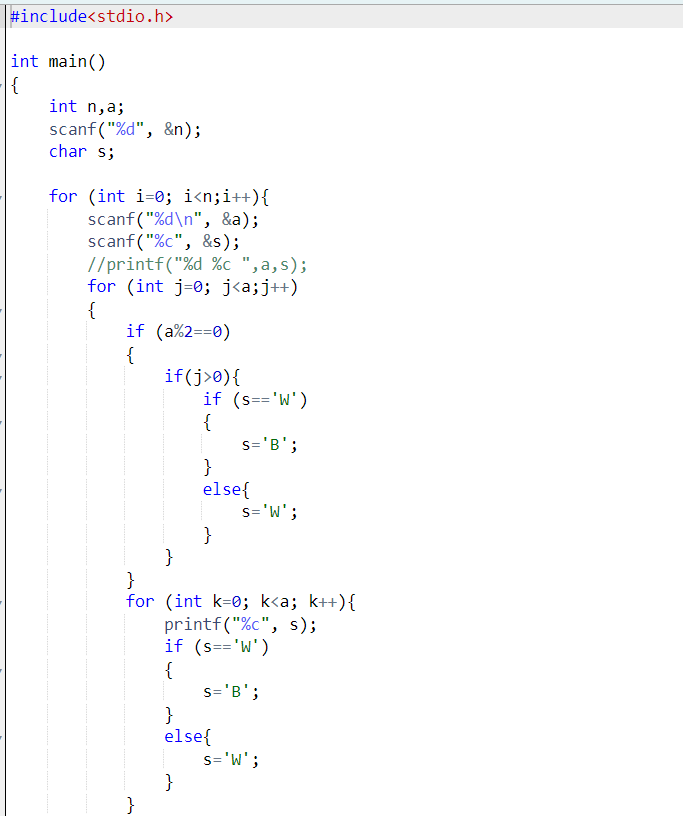 #include<stdio.h>
int main()
{
    int n,a;
    scanf("%d", &n);
    char s;
    for (int i=0; i<n;i++){
        scanf("%d\n", &a);
        scanf("%c", &s);
        //printf("%d %c ",a,s);
        for (int j=0; j<a;j++)
        {
            if (a%2==0)
            {
                if(j>0){
                    if (s=='W')
                    {
                        s='B';
                    }
                    else{
                        s='W';
                    }
                }
            }
            for (int k=0; k<a; k++){
                printf("%c", s);
                if (s=='W')
                {
                    s='B';
                }
                else{
                    s='W';
                }
            }